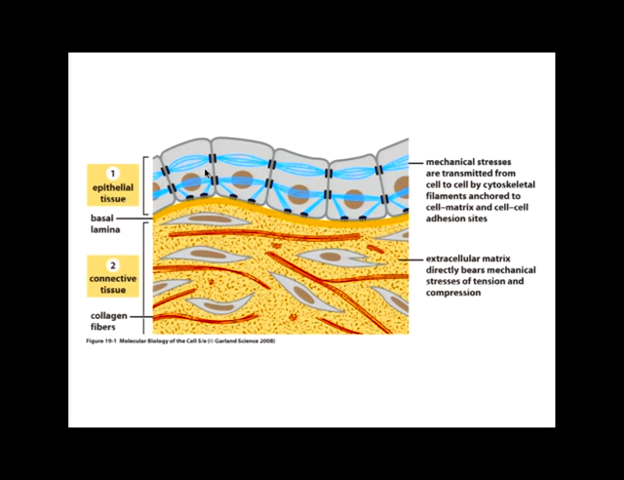 1
epithelial
tissue
basal
lamina
2
connective
tissue
collagen
fibers
mechanical stresses
are transmitted from
cell to cell by cytoskeletal
filaments anchored to
cell–matrix and cell–cell
adhesion sites
extracellular matrix
directly bears mechanical
stresses of tension and
compression
Figure 19-1 Molecular Biology of the Cell 5/e (© Garland Science 2008)